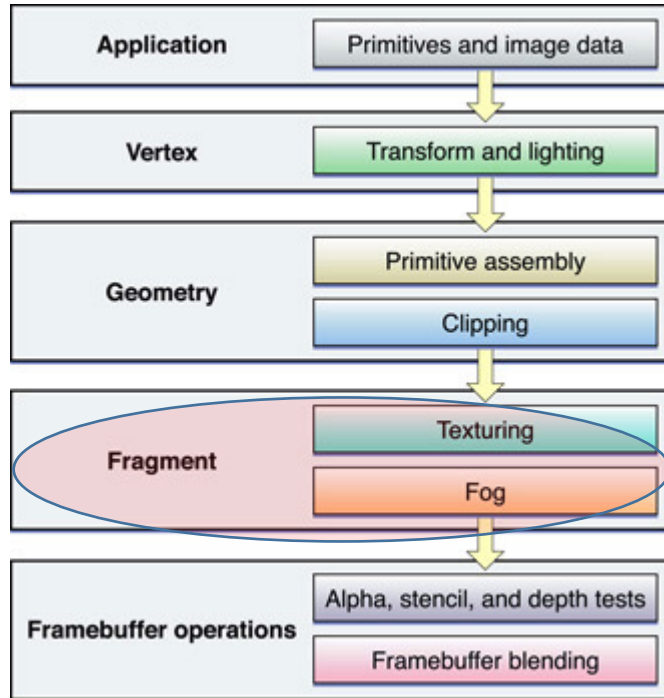 Application
Primitives and image data
Vertex
Transform and lighting
Geometry
Primitive assembly
Clipping
Fragment
Texturing
Fog
Framebuffer operations
Alpha, stencil, and depth tests
Framebuffer blending